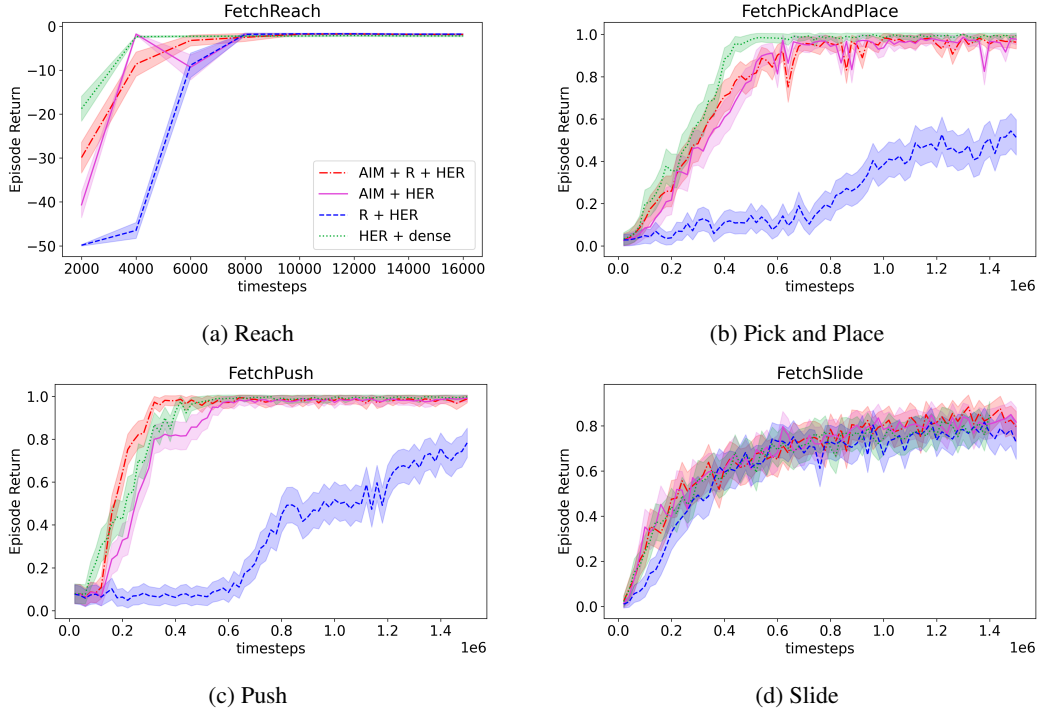 FetchReach
0
−10
−20
−30
−40
−50
Episode Return
AIM + R + HER
AIM + HER
R + HER
HER + dense
2000 4000 6000 8000 10000 12000 14000 16000
timesteps
(a) Reach
FetchPickAndPlace
1.0
0.8
0.6
0.4
0.2
0.0
Episode Return
0.0 0.2 0.4 0.6 0.8 1.0 1.2 1.4
timesteps 1e6
(b) Pick and Place
FetchPush
1.0
0.8
0.6
0.4
0.2
0.0
Episode Return
0.0 0.2 0.4 0.6 0.8 1.0 1.2 1.4
timesteps 1e6
(c) Push
FetchSlide
0.8
0.6
0.4
0.2
0.0
Episode Return
0.0 0.2 0.4 0.6 0.8 1.0 1.2 1.4
timesteps 1e6
(d) Slide